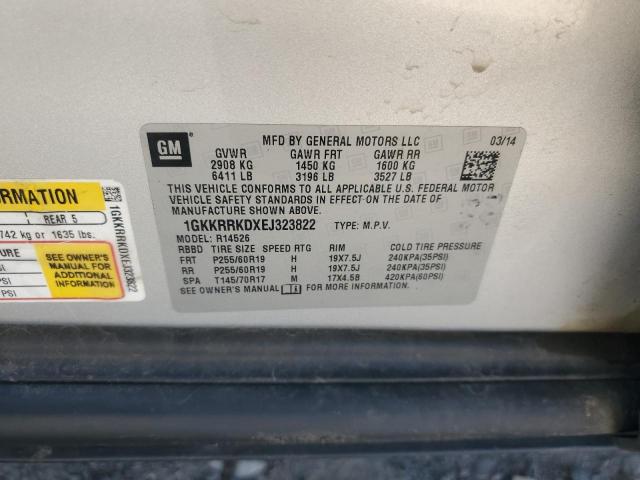 GM
MFD BY GENERAL MOTORS LLC 03/14
GVWR GAWR FRT GAWR RR
2908 KG 1450 KG 1600 KG
6411 LB 3196 LB 3527 LB
THIS VEHICLE CONFORMS TO ALL APPLICABLE U.S. FEDERAL MOTOR
VEHICLE SAFETY STANDARDS IN EFFECT ON THE DATE OF
MANUFACTURE SHOWN ABOVE.
1GKKRRKDXEJ323822 TYPE: M.P.V.
MODEL: R14526
RBBD TIRE SIZE SPEED RTG RIM COLD TIRE PRESSURE
FRT P255/60R19 H 19X7.5J 240KPA(35PSI)
RR P255/60R19 H 19X7.5J 240KPA(35PSI)
SPA T145/70R17 M 17X4.5B 420KPA(60PSI)
SEE OWNER'S MANUAL
REAR 5
742 kg or 1635 lbs.
SEE OWNER'S
MANUAL FOR
ADDITIONAL
INFORMATION
PSI
1GKKRRKDXEJ323822